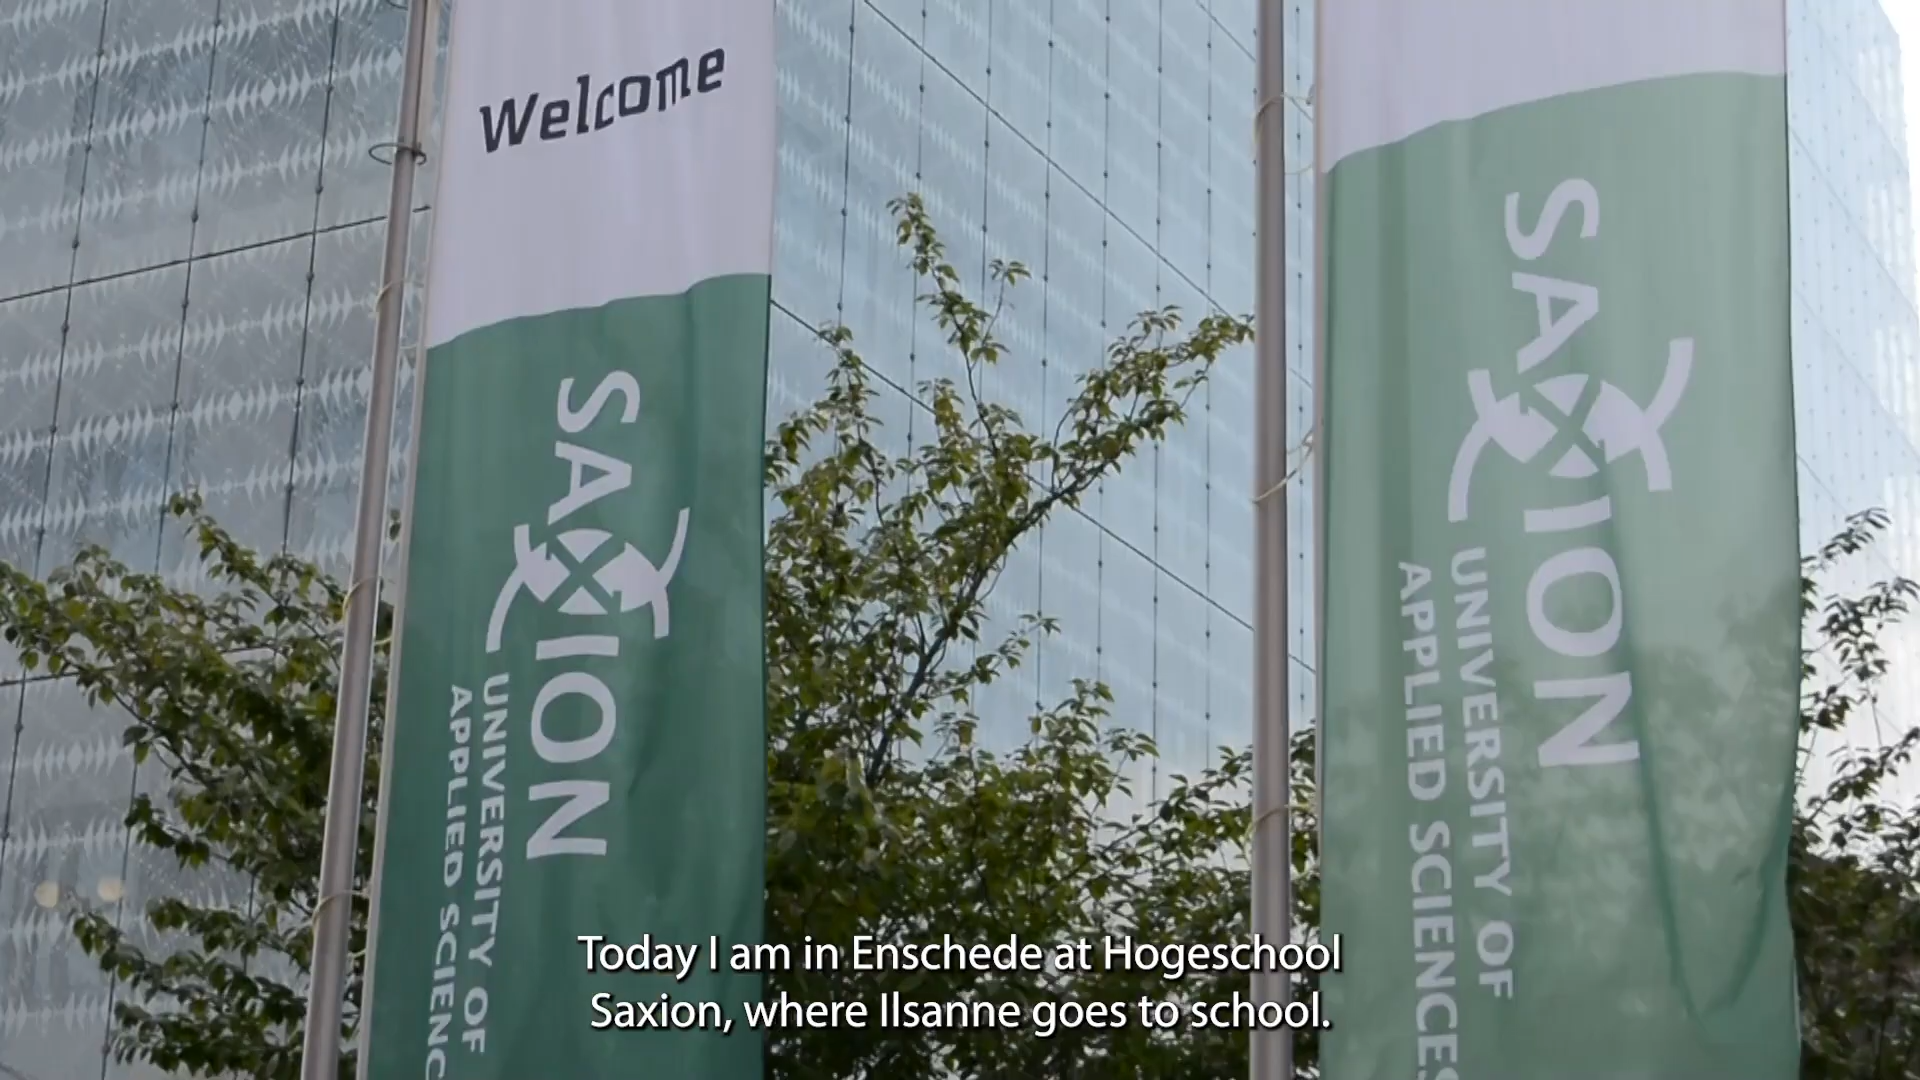 Welcome
SAXION
UNIVERSITY OF
APPLIED SCIENC
SAXION
UNIVERSITY OF
APPLIED SCIENCES
Today I am in Enschede at Hogeschool
Saxion, where Ilsanne goes to school.